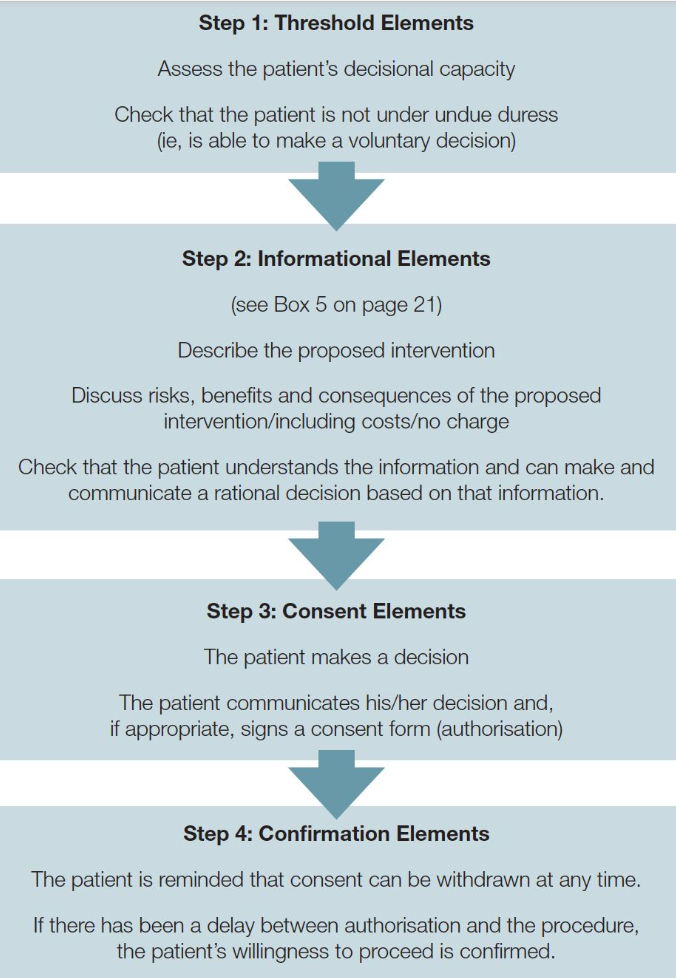 Step 1: Threshold Elements
Assess the patient’s decisional capacity
Check that the patient is not under undue duress
(ie, is able to make a voluntary decision)
Step 2: Informational Elements
(see Box 5 on page 21)
Describe the proposed intervention
Discuss risks, benefits and consequences of the proposed
intervention/including costs/no charge
Check that the patient understands the information and can make and
communicate a rational decision based on that information.
Step 3: Consent Elements
The patient makes a decision
The patient communicates his/her decision and,
if appropriate, signs a consent form (authorisation)
Step 4: Confirmation Elements
The patient is reminded that consent can be withdrawn at any time.
If there has been a delay between authorisation and the procedure,
the patient’s willingness to proceed is confirmed.